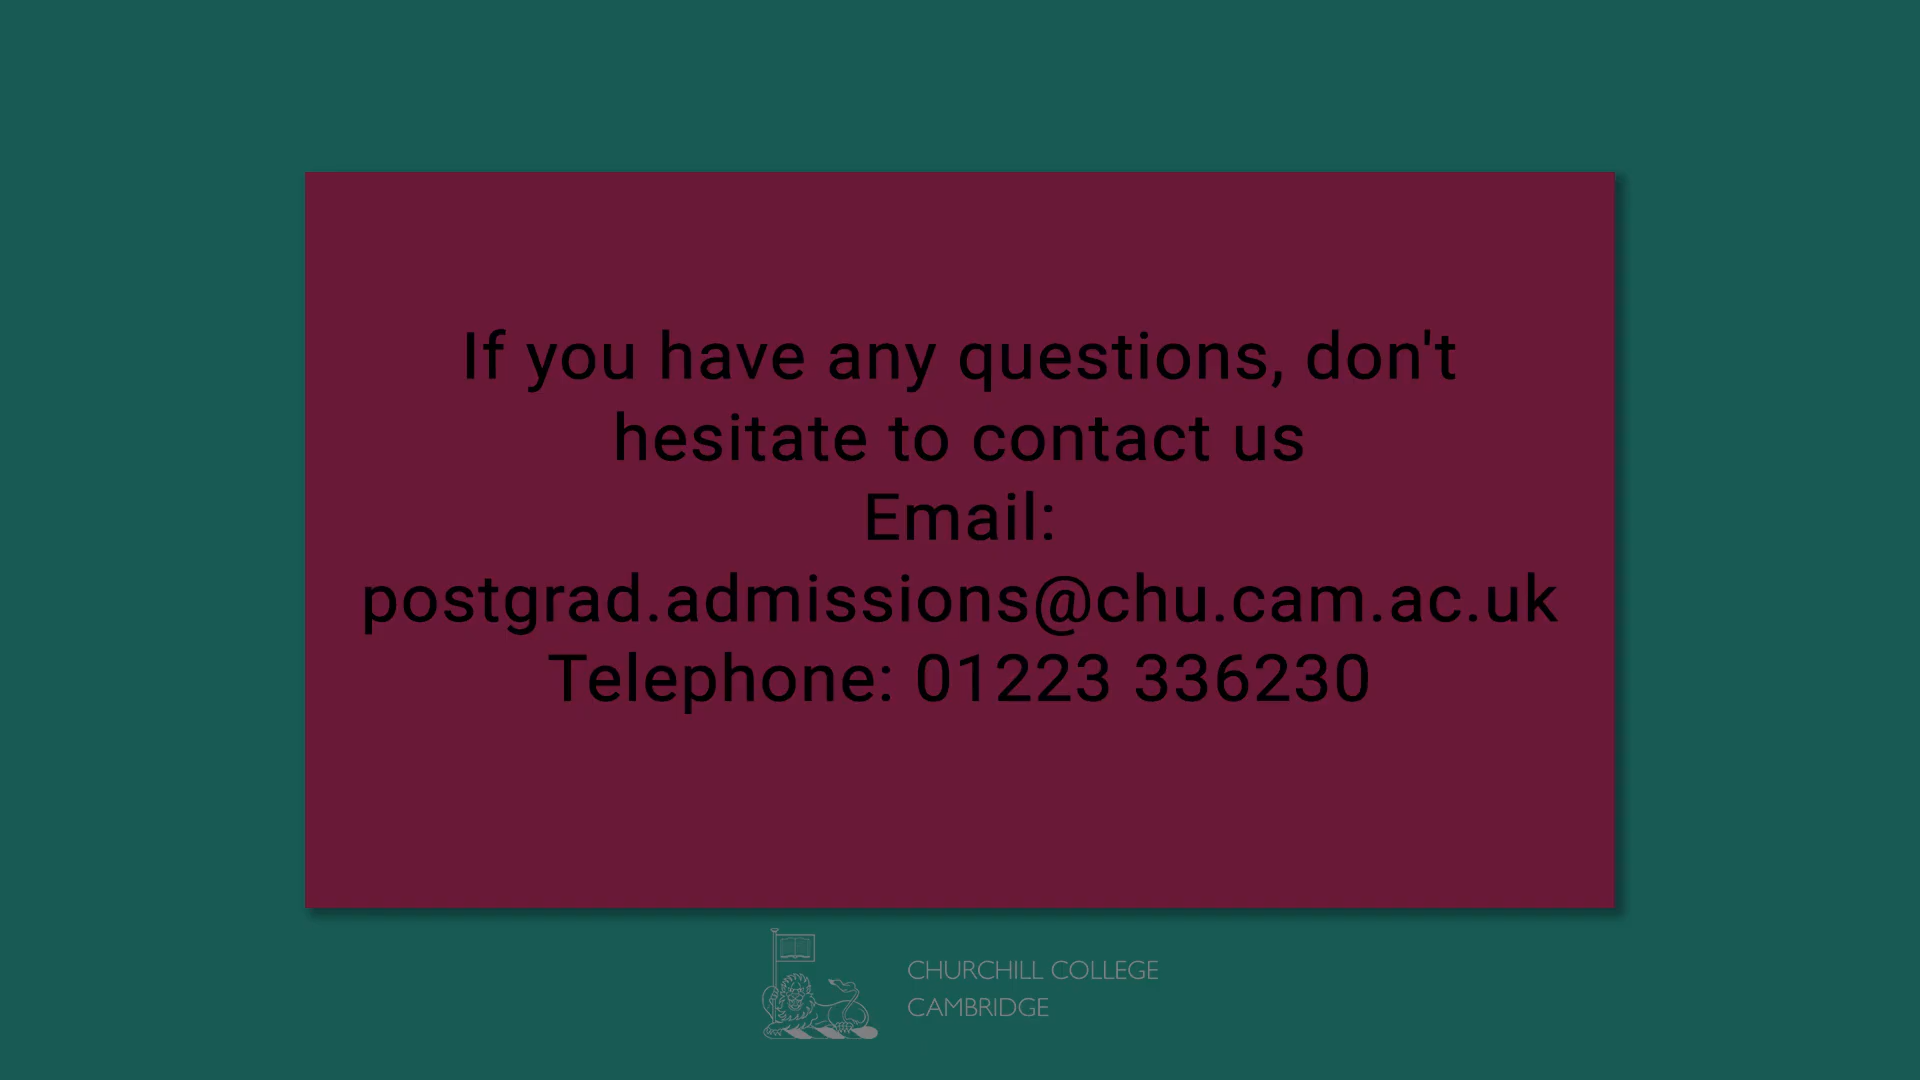 If you have any questions, don't
hesitate to contact us
Email:
postgrad.admissions@chu.cam.ac.uk
Telephone: 01223 336230
CHURCHILL COLLEGE
CAMBRIDGE